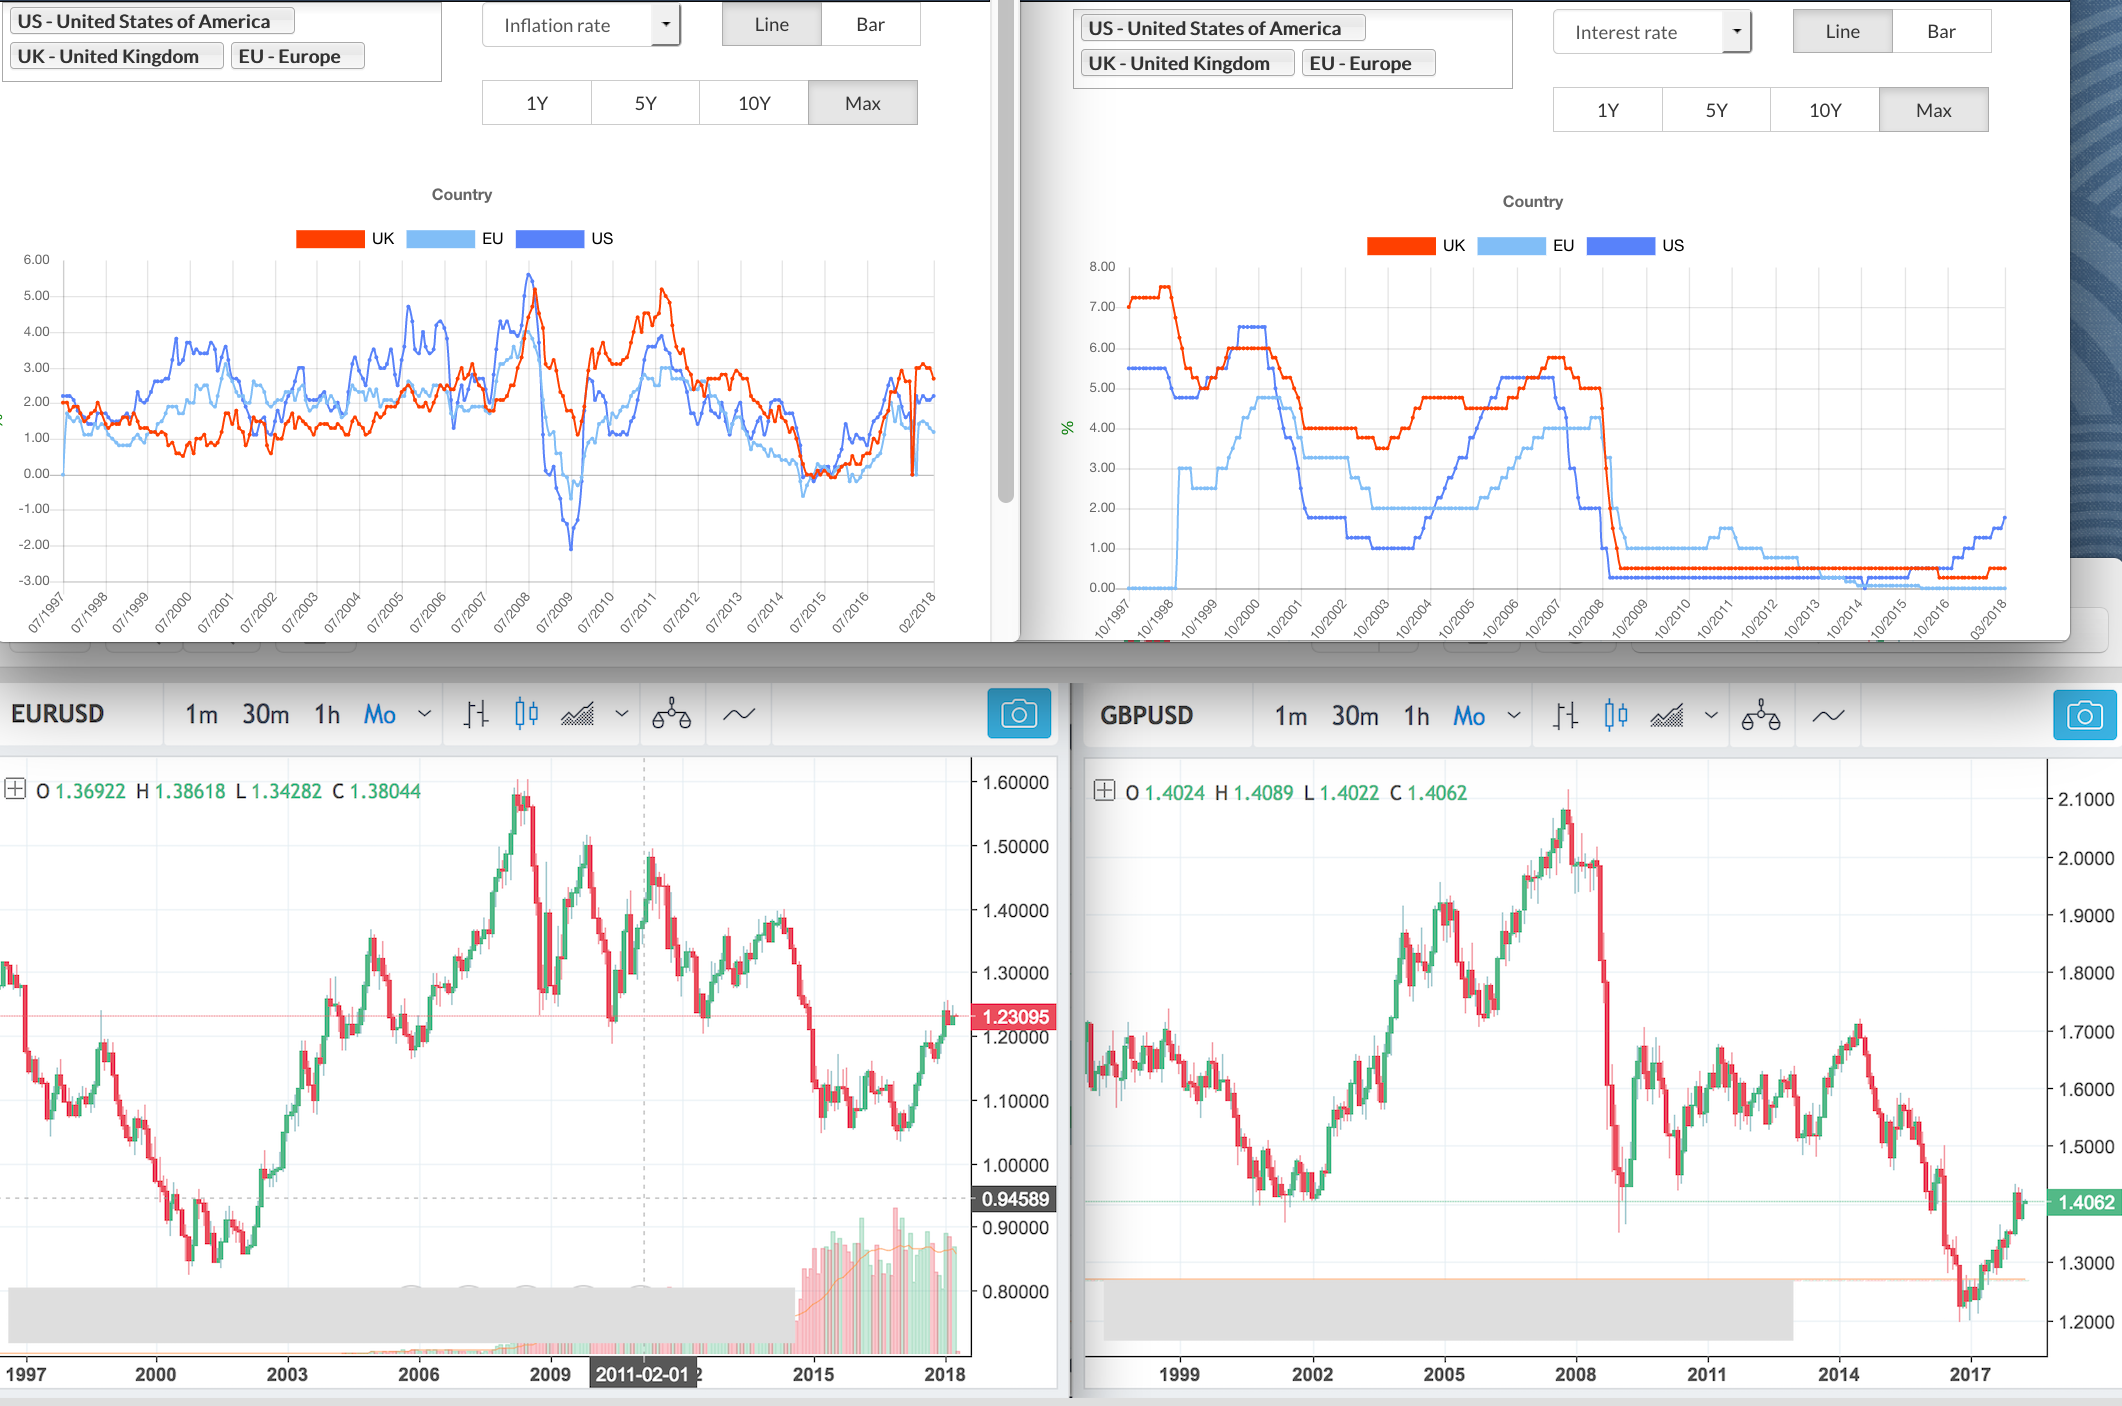 US - United States of America
UK - United Kingdom EU - Europe
Inflation rate
Line Bar
1Y 5Y 10Y Max
Country
UK EU US
6.00
5.00
4.00
3.00
2.00
1.00
0.00
-1.00
-2.00
-3.00
07/1997 07/1998 07/1999 07/2000 07/2001 07/2002 07/2003 07/2004 07/2005 07/2006 07/2007 07/2008 07/2009 07/2010 07/2011 07/2012 07/2013 07/2014 07/2015 07/2016 02/2018
US - United States of America
UK - United Kingdom EU - Europe
Interest rate
Line Bar
1Y 5Y 10Y Max
Country
UK EU US
%
8.00
7.00
6.00
5.00
4.00
3.00
2.00
1.00
0.00
10/1997 10/1998 10/1999 10/2000 10/2001 10/2002 10/2003 10/2004 10/2005 10/2006 10/2007 10/2008 10/2009 10/2010 10/2011 10/2012 10/2013 10/2014 10/2015 10/2016 03/2018
EURUSD 1m 30m 1h Mo
O 1.36922 H 1.38618 L 1.34282 C 1.38044
1.60000
1.50000
1.40000
1.30000
1.23095
1.20000
1.10000
1.00000
0.94589
0.90000
0.80000
1997 2000 2003 2006 2009 2011-02-01 2 2015 2018
GBPUSD 1m 30m 1h Mo
O 1.4024 H 1.4089 L 1.4022 C 1.4062
2.1000
2.0000
1.9000
1.8000
1.7000
1.6000
1.5000
1.4062
1.3000
1.2000
1999 2002 2005 2008 2011 2014 2017